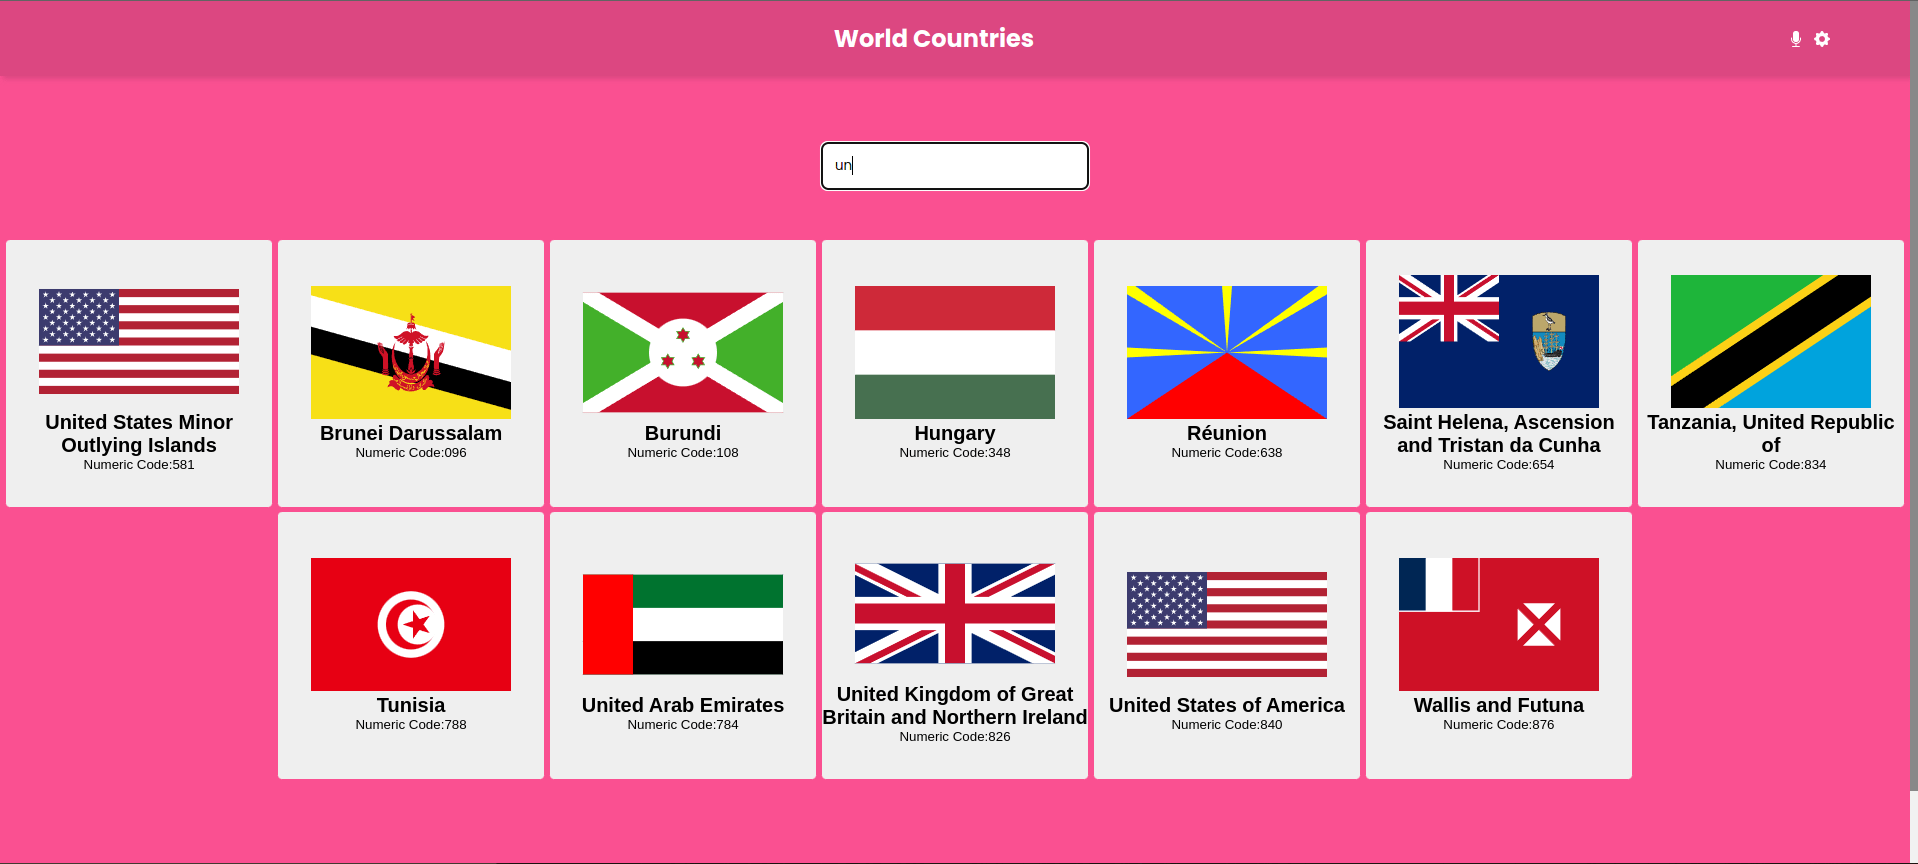 World Countries
un
United States Minor
Outlying Islands
Numeric Code:581
Brunei Darussalam
Numeric Code:096
Burundi
Numeric Code:108
Hungary
Numeric Code:348
Réunion
Numeric Code:638
Saint Helena, Ascension
and Tristan da Cunha
Numeric Code:654
Tanzania, United Republic
of
Numeric Code:834
Tunisia
Numeric Code:788
United Arab Emirates
Numeric Code:784
United Kingdom of Great
Britain and Northern Ireland
Numeric Code:826
United States of America
Numeric Code:840
Wallis and Futuna
Numeric Code:876